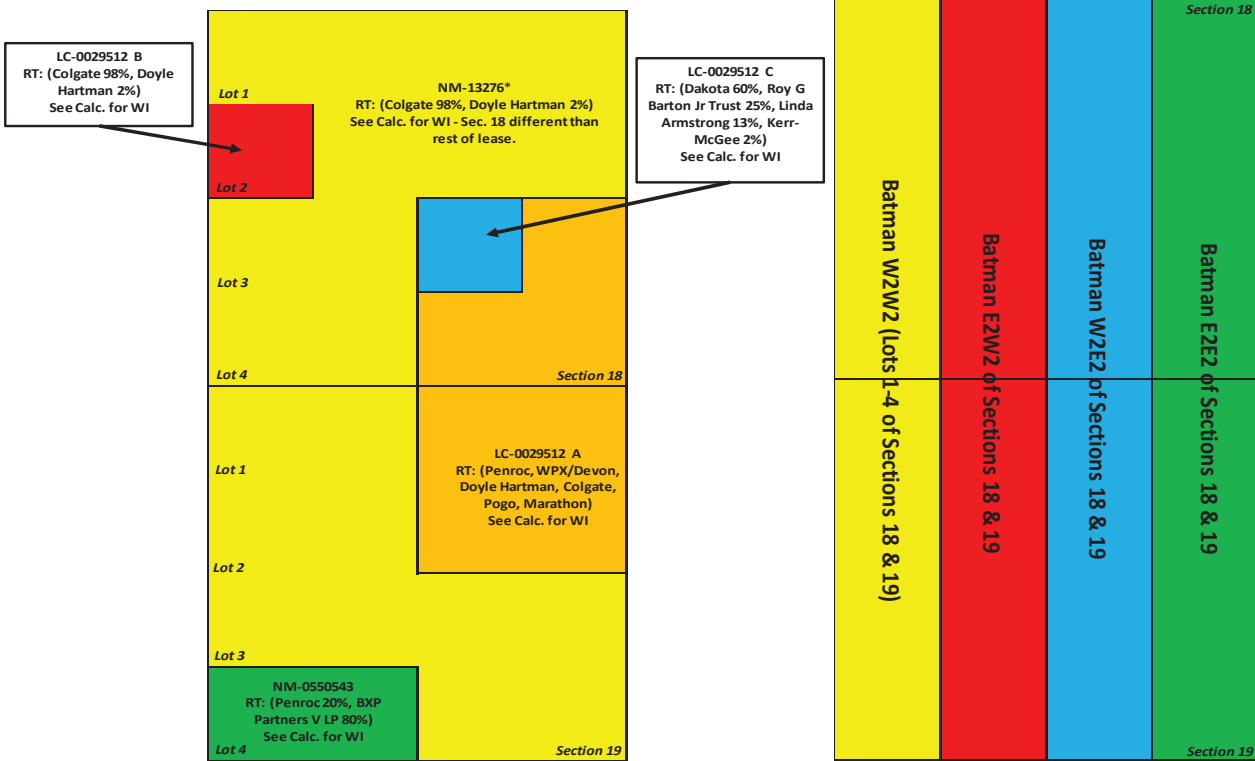 LC-0029512 B
RT: (Colgate 98%, Doyle
Hartman 2%)
See Calc. for WI
Lot 1
NM-13276*
RT: (Colgate 98%, Doyle Hartman 2%)
See Calc. for WI - Sec. 18 different than
rest of lease.
LC-0029512 C
RT: (Dakota 60%, Roy G
Barton Jr Trust 25%, Linda
Armstrong 13%, Kerr-
McGee 2%)
See Calc. for WI
Lot 2
Lot 3
Lot 4
Section 18
Lot 1
LC-0029512 A
RT: (Penroc, WPX/Devon,
Doyle Hartman, Colgate,
Pogo, Marathon)
See Calc. for WI
Lot 2
Lot 3
NM-0550543
RT: (Penroc 20%, BXP
Partners V LP 80%)
See Calc. for WI
Lot 4
Section 19
Section 18
Batman W2W2 (Lots 1-4 of Sections 18 & 19)
Batman E2W2 of Sections 18 & 19
Batman W2E2 of Sections 18 & 19
Batman E2E2 of Sections 18 & 19
Section 19